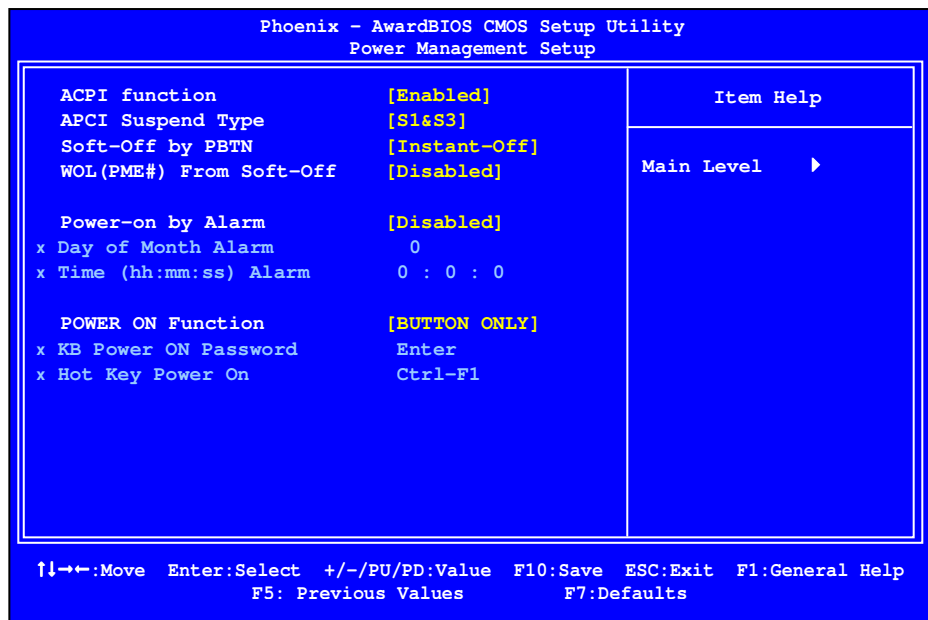 Phoenix - AwardBIOS CMOS Setup Utility
Power Management Setup
ACPI function [Enabled]
APCI Suspend Type [S1&S3]
Soft-Off by PBTN [Instant-Off]
WOL(PME#) From Soft-Off [Disabled]
Power-on by Alarm [Disabled]
x Day of Month Alarm 0
x Time (hh:mm:ss) Alarm 0 : 0 : 0
POWER ON Function [BUTTON ONLY]
x KB Power ON Password Enter
x Hot Key Power On Ctrl-F1
Item Help
Main Level
↑↓→←:Move Enter:Select +/-/PU/PD:Value F10:Save ESC:Exit F1:General Help
F5: Previous Values F7:Defaults